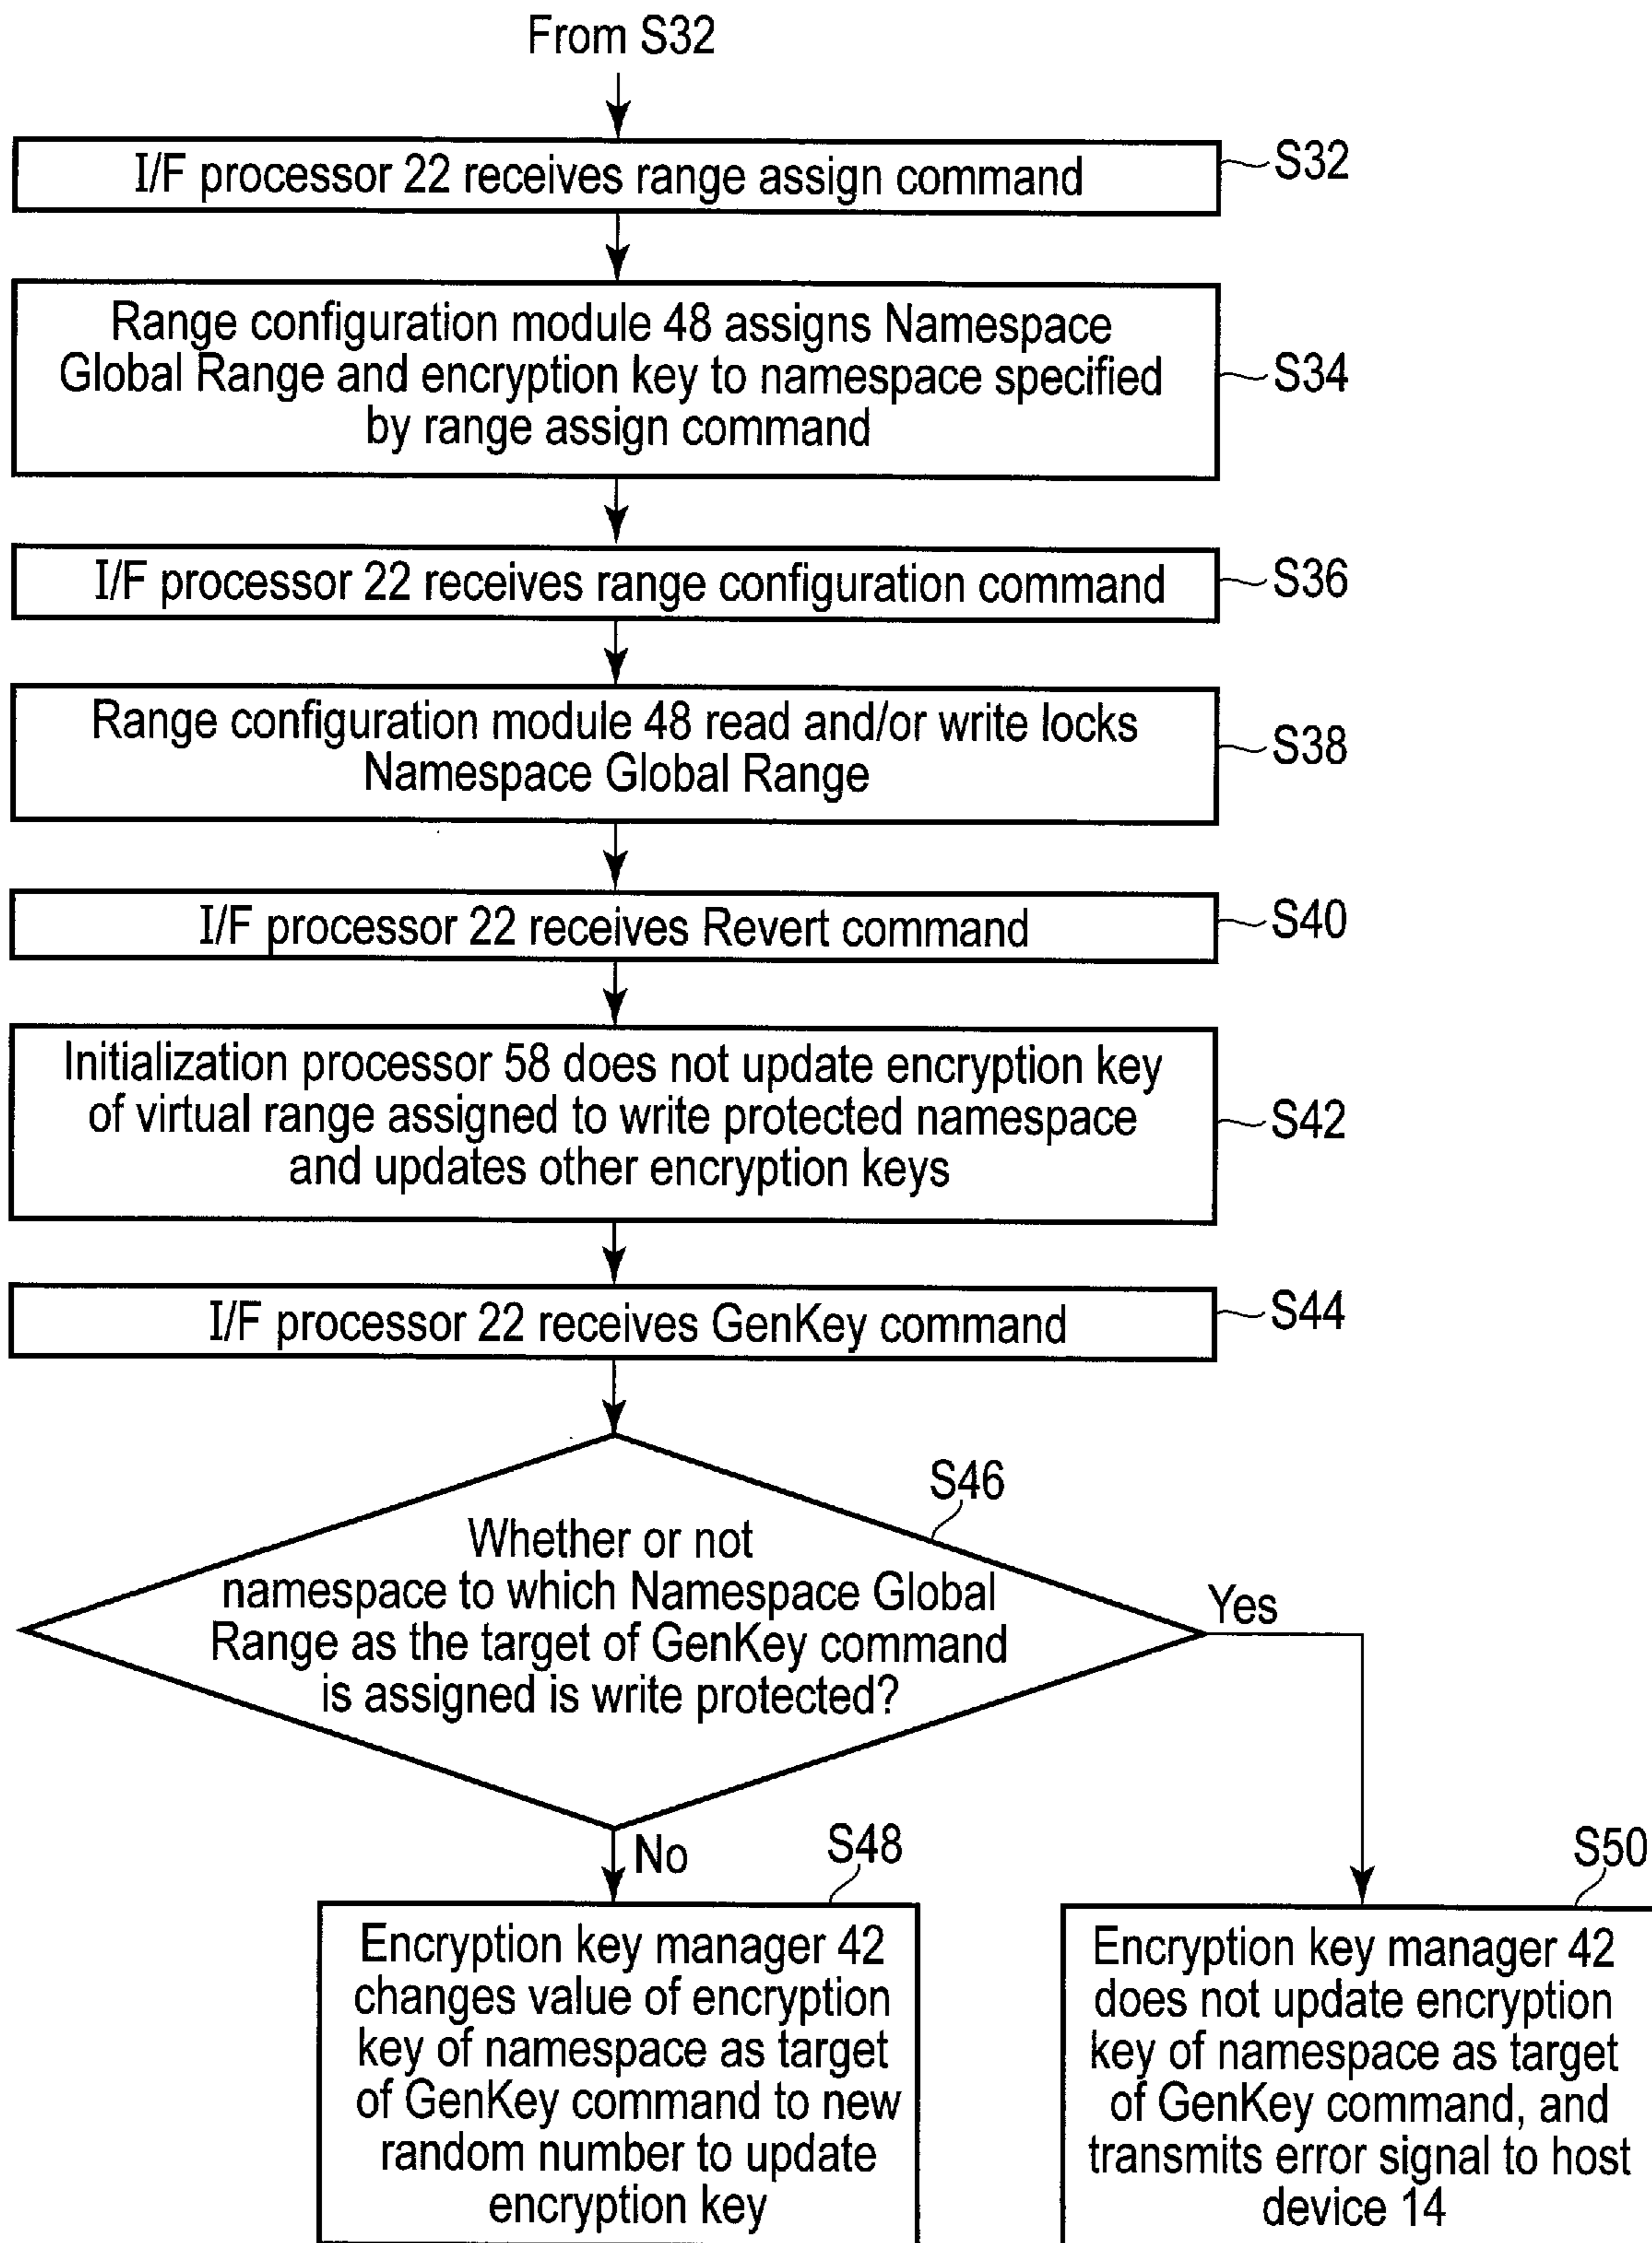 From S32
I/F processor 22 receives range assign command
S32
Range configuration module 48 assigns Namespace
Global Range and encryption key to namespace specified
by range assign command
S34
I/F processor 22 receives range configuration command
S36
Range configuration module 48 read and/or write locks
Namespace Global Range
S38
I/F processor 22 receives Revert command
S40
Initialization processor 58 does not update encryption key
of virtual range assigned to write protected namespace
and updates other encryption keys
S42
I/F processor 22 receives GenKey command
S44
S46
Whether or not
namespace to which Namespace Global
Range as the target of GenKey command
is assigned is write protected?
Yes
No
S48
Encryption key manager 42
changes value of encryption
key of namespace as target
of GenKey command to new
random number to update
encryption key
S50
Encryption key manager 42
does not update encryption
key of namespace as target
of GenKey command, and
transmits error signal to host
device 14